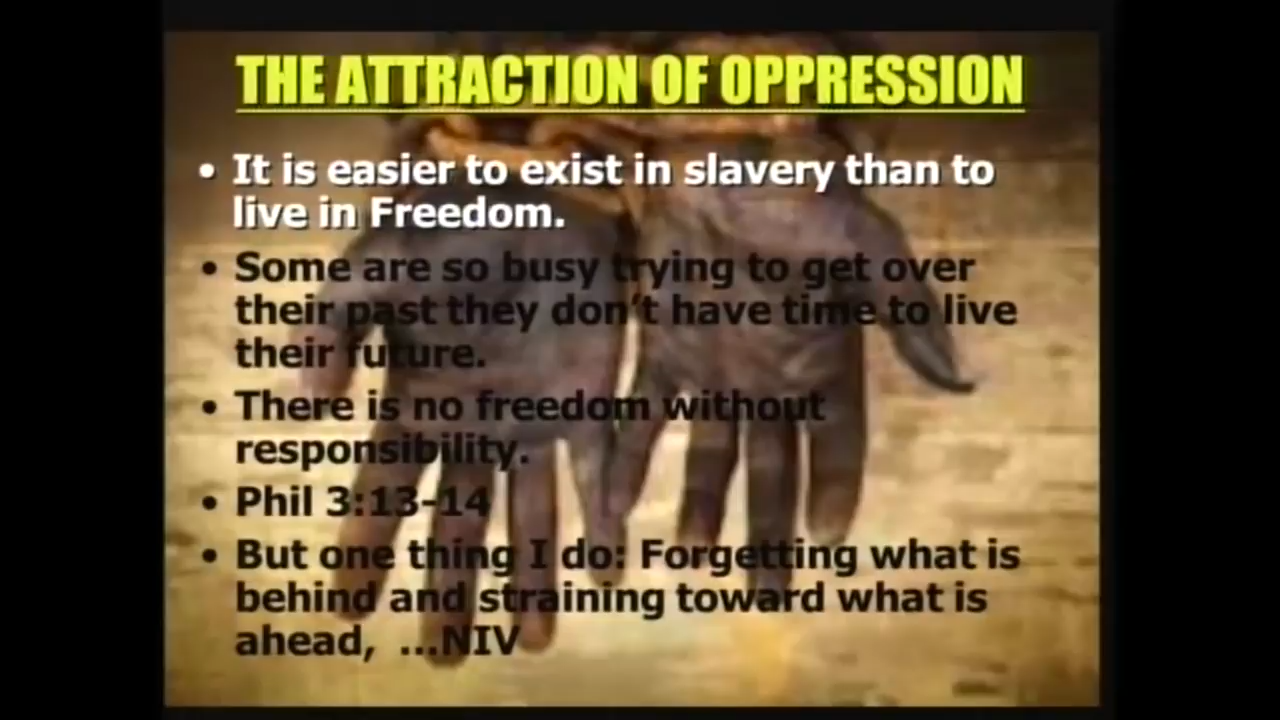 THE ATTRACTION OF OPPRESSION
• It is easier to exist in slavery than to
live in Freedom.
• Some are so busy trying to get over
their past they don't have time to live
their future.
• There is no freedom without
responsibility.
• Phil 3:13-14
• But one thing I do: Forgetting what is
behind and straining toward what is
ahead, ...NIV